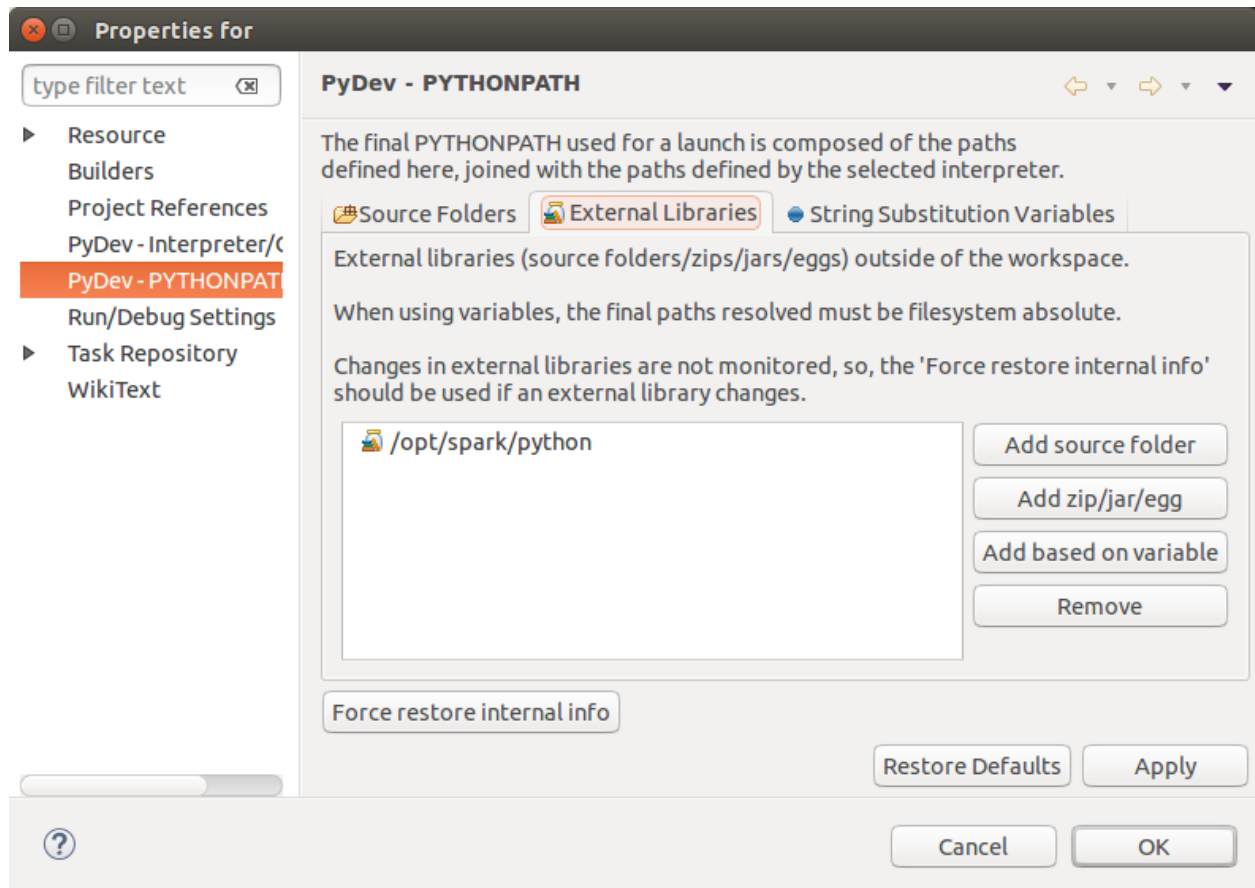 Properties for
type filter text
PyDev - PYTHONPATH
Resource
Builders
Project References
PyDev - Interpreter/
PyDev - PYTHONPAT
Run/Debug Settings
Task Repository
WikiText
The final PYTHONPATH used for a launch is composed of the paths
defined here, joined with the paths defined by the selected interpreter.
Source Folders
External Libraries
String Substitution Variables
External libraries (source folders/zips/jars/eggs) outside of the workspace.
When using variables, the final paths resolved must be filesystem absolute.
Changes in external libraries are not monitored, so, the 'Force restore internal info'
should be used if an external library changes.
/opt/spark/python
Add source folder
Add zip/jar/egg
Add based on variable
Remove
Force restore internal info
Restore Defaults
Apply
Cancel
OK